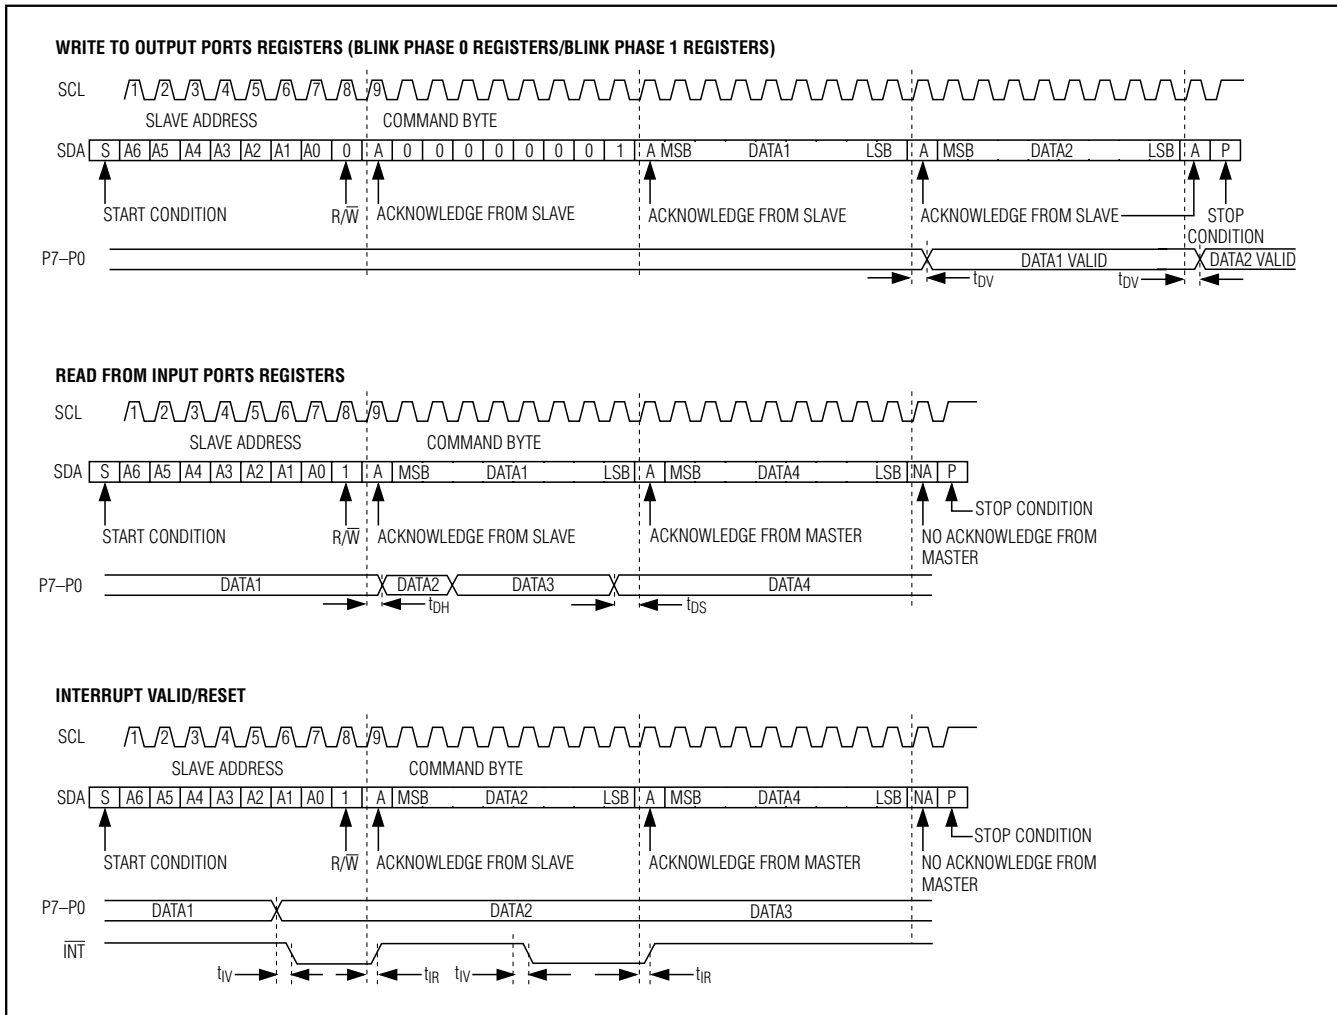 WRITE TO OUTPUT PORTS REGISTERS (BLINK PHASE 0 REGISTERS/BLINK PHASE 1 REGISTERS)
SCL 1 2 3 4 5 6 7 8 9
SLAVE ADDRESS COMMAND BYTE
SDA S A6 A5 A4 A3 A2 A1 A0 0 A 0 0 0 0 0 0 0 1 A MSB DATA1 LSB A MSB DATA2 LSB A P
START CONDITION R/W̅ ACKNOWLEDGE FROM SLAVE ACKNOWLEDGE FROM SLAVE ACKNOWLEDGE FROM SLAVE STOP
CONDITION
P7–P0 DATA1 VALID DATA2 VALID
tDV tDV
READ FROM INPUT PORTS REGISTERS
SCL 1 2 3 4 5 6 7 8 9
SLAVE ADDRESS COMMAND BYTE
SDA S A6 A5 A4 A3 A2 A1 A0 1 A MSB DATA1 LSB A MSB DATA4 LSB NA P
STOP CONDITION
START CONDITION R/W̅ ACKNOWLEDGE FROM SLAVE ACKNOWLEDGE FROM MASTER NO ACKNOWLEDGE FROM
MASTER
P7–P0 DATA1 DATA2 DATA3 DATA4
tDH tDS
INTERRUPT VALID/RESET
SCL 1 2 3 4 5 6 7 8 9
SLAVE ADDRESS COMMAND BYTE
SDA S A6 A5 A4 A3 A2 A1 A0 1 A MSB DATA2 LSB A MSB DATA4 LSB NA P
STOP CONDITION
START CONDITION R/W̅ ACKNOWLEDGE FROM SLAVE ACKNOWLEDGE FROM MASTER NO ACKNOWLEDGE FROM
MASTER
P7–P0 DATA1 DATA2 DATA3
I̅N̅T̅
tIV tIR tIV tIR